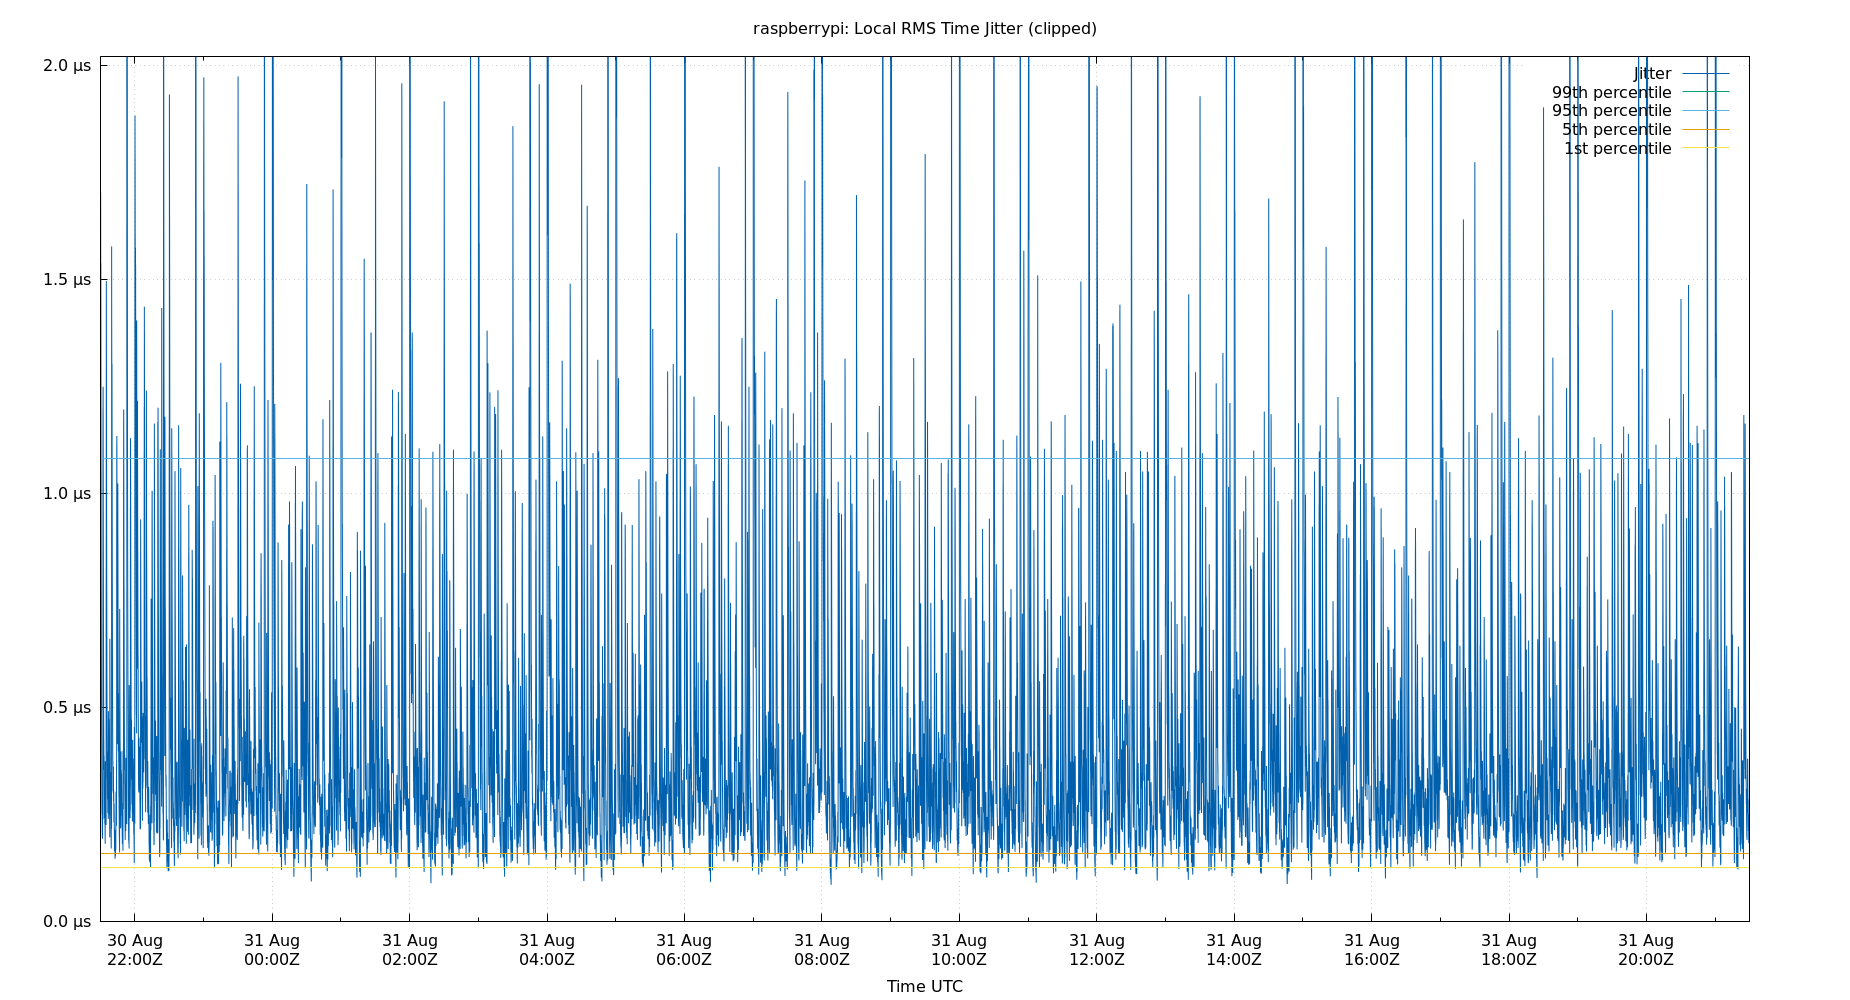 raspberrypi: Local RMS Time Jitter (clipped)
2.0 µs
1.5 µs
1.0 µs
0.5 µs
0.0 µs
Jitter
99th percentile
95th percentile
5th percentile
1st percentile
30 Aug 31 Aug 31 Aug 31 Aug 31 Aug 31 Aug 31 Aug 31 Aug 31 Aug 31 Aug 31 Aug 31 Aug
22:00Z 00:00Z 02:00Z 04:00Z 06:00Z 08:00Z 10:00Z 12:00Z 14:00Z 16:00Z 18:00Z 20:00Z
Time UTC